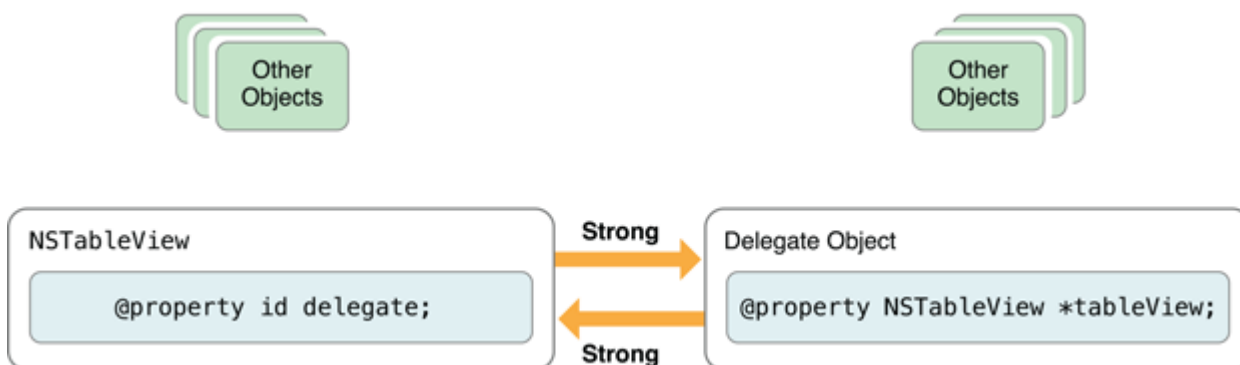 Other
Objects
Other
Objects
NSTableView
@property id delegate;
Strong
Strong
Delegate Object
@property NSTableView *tableView;